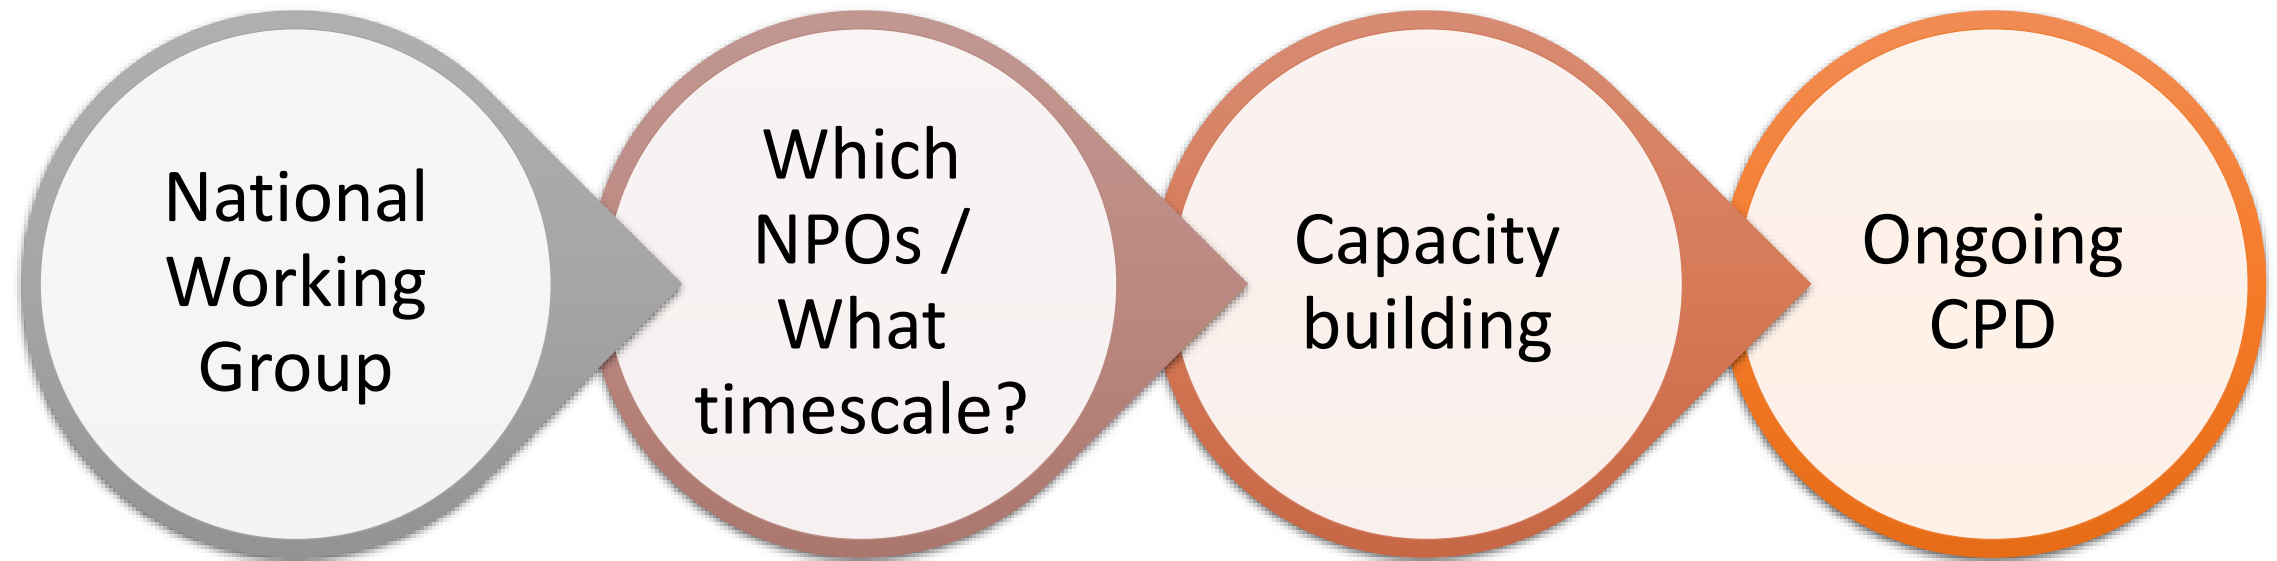 National
Working
Group
Which
NPOs /
What
timescale?
Capacity
building
Ongoing
CPD